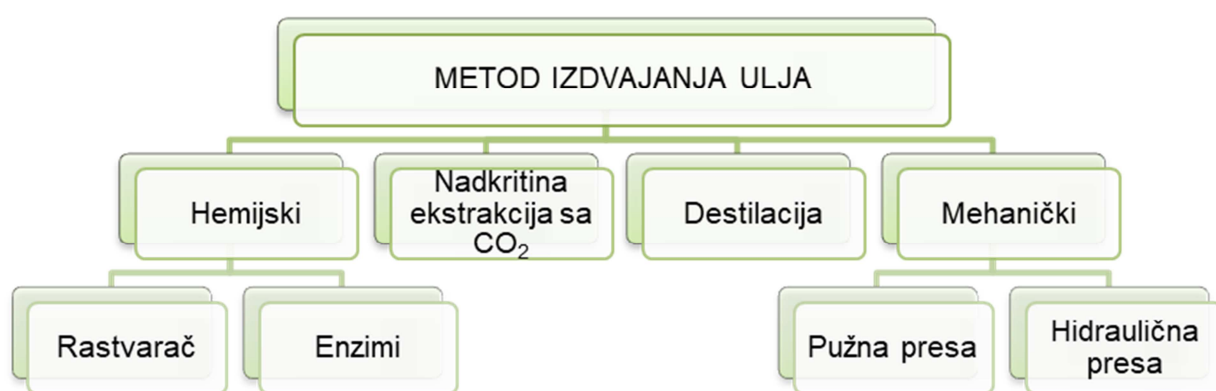 METOD IZDVAJANJA ULJA
Hemijski
Nadkritina
ekstrakcija sa
CO₂
Destilacija
Mehanički
Rastvarač
Enzimi
Pužna presa
Hidraulična
presa